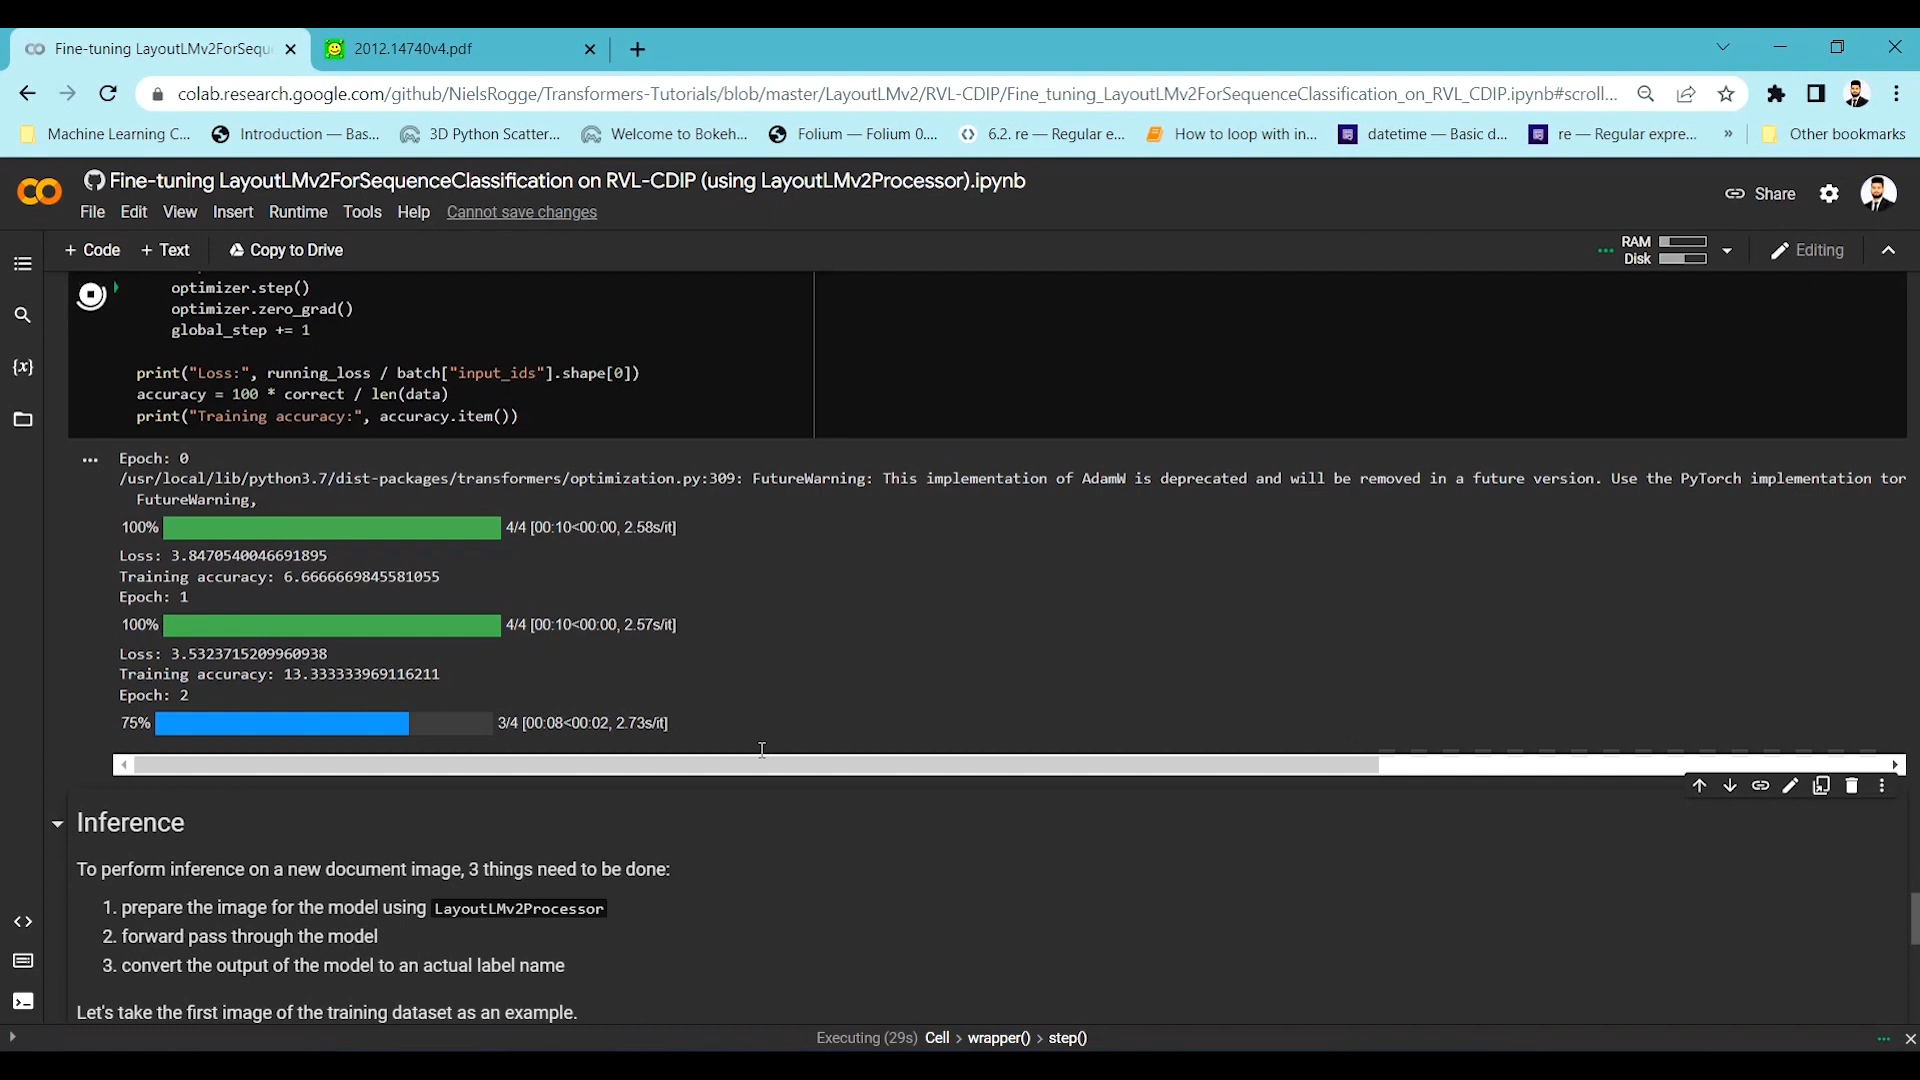 Fine-tuning LayoutLMv2ForSequ
2012.14740v4.pdf
colab.research.google.com/github/NielsRogge/Transformers-Tutorials/blob/master/LayoutLMv2/RVL-CDIP/Fine_tuning_LayoutLMv2ForSequenceClassification_on_RVL_CDIP.ipynb#scroll...
Machine Learning C...
Introduction — Bas...
3D Python Scatter...
Welcome to Bokeh...
Folium — Folium 0....
6.2. re — Regular e...
How to loop with in...
datetime — Basic d...
re — Regular expre...
»
Other bookmarks
Fine-tuning LayoutLMv2ForSequenceClassification on RVL-CDIP (using LayoutLMv2Processor).ipynb
File Edit View Insert Runtime Tools Help Cannot save changes
Share
+ Code + Text Copy to Drive
RAM
Disk
Editing
optimizer.step()
optimizer.zero_grad()
global_step += 1
print("Loss:", running_loss / batch["input_ids"].shape[0])
accuracy = 100 * correct / len(data)
print("Training accuracy:", accuracy.item())
Epoch: 0
/usr/local/lib/python3.7/dist-packages/transformers/optimization.py:309: FutureWarning: This implementation of AdamW is deprecated and will be removed in a future version. Use the PyTorch implementation tor
FutureWarning,
100% 4/4 [00:10<00:00, 2.58s/it]
Loss: 3.8470540046691895
Training accuracy: 6.6666669845581055
Epoch: 1
100% 4/4 [00:10<00:00, 2.57s/it]
Loss: 3.5323715209960938
Training accuracy: 13.333333969116211
Epoch: 2
75% 3/4 [00:08<00:02, 2.73s/it]
Inference
To perform inference on a new document image, 3 things need to be done:
1. prepare the image for the model using LayoutLMv2Processor
2. forward pass through the model
3. convert the output of the model to an actual label name
Let's take the first image of the training dataset as an example.
Executing (29s) Cell > wrapper() > step()